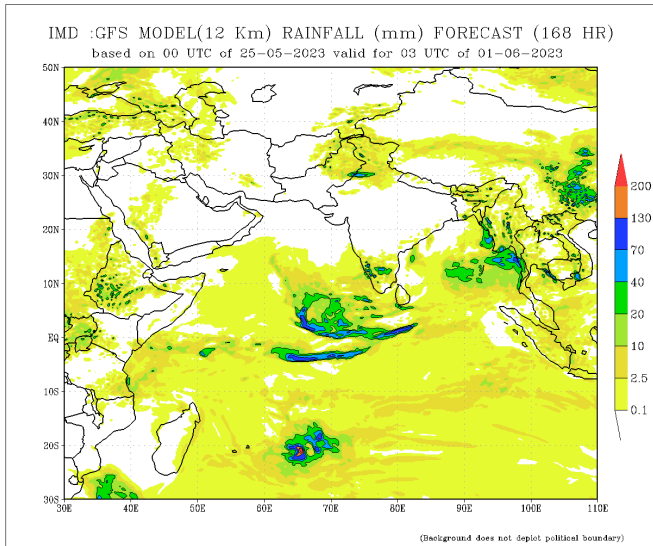 IMD :GFS MODEL(12 Km) RAINFALL (mm) FORECAST (168 HR)
based on 00 UTC of 25-05-2023 valid for 03 UTC of 01-06-2023
50N
40N
30N
20N
10N
EQ
10S
20S
30S
30E 40E 50E 60E 70E 80E 90E 100E 110E
200
130
70
40
20
10
2.5
0.1
(Background does not depict political boundary)